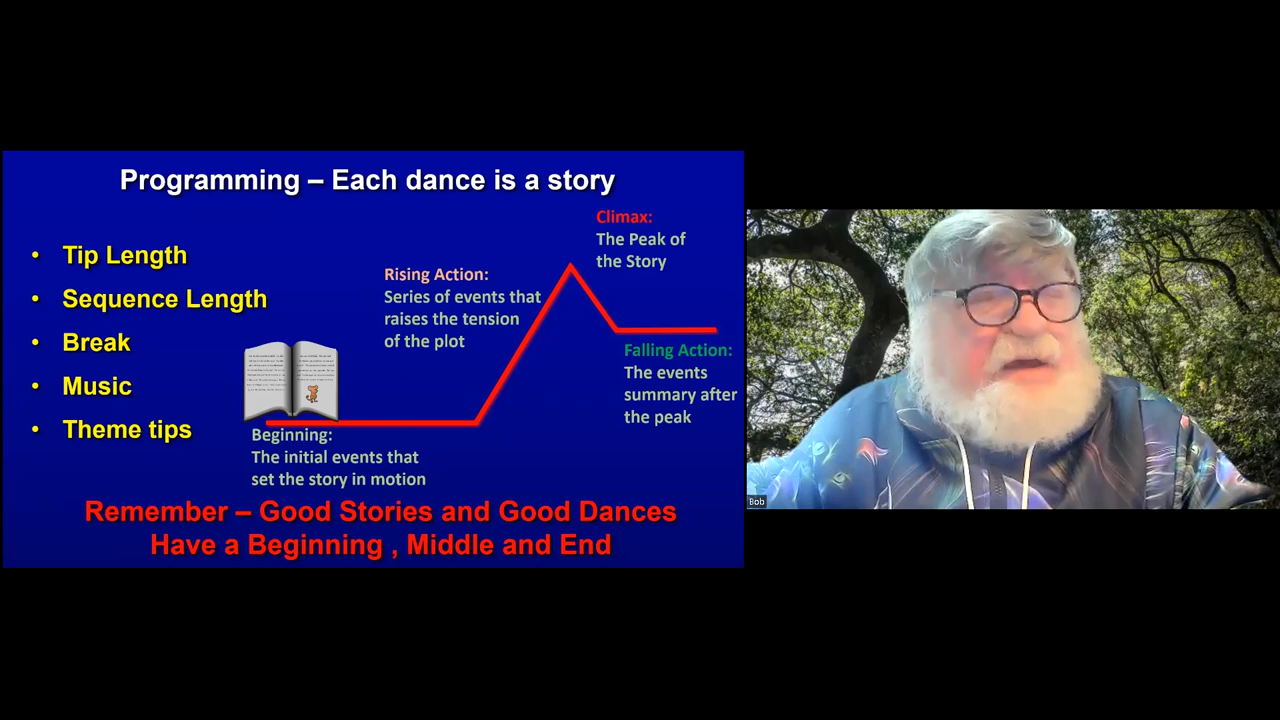 Programming – Each dance is a story
• Tip Length
• Sequence Length
• Break
• Music
• Theme tips
Beginning:
The initial events that
set the story in motion
Rising Action:
Series of events that
raises the tension
of the plot
Climax:
The Peak of
the Story
Falling Action:
The events
summary after
the peak
Remember – Good Stories and Good Dances
Have a Beginning , Middle and End
Bob